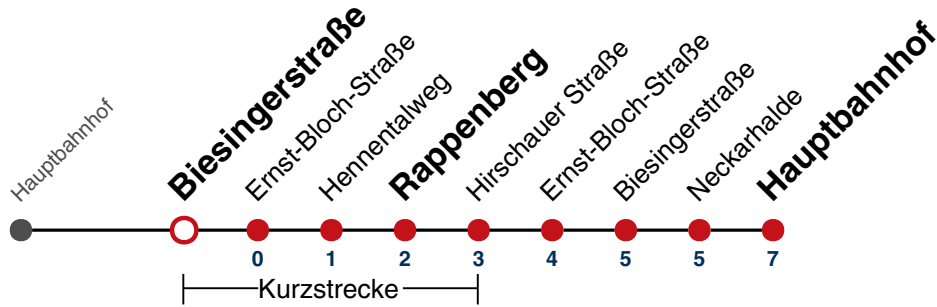 Hauptbahnhof
Biesingerstraße
Ernst-Bloch-Straße
Hennentalweg
Rappenberg
Hirschauer Straße
Ernst-Bloch-Straße
Biesingerstraße
Neckarhalde
Hauptbahnhof
0 1 2 3 4 5 5 7
Kurzstrecke